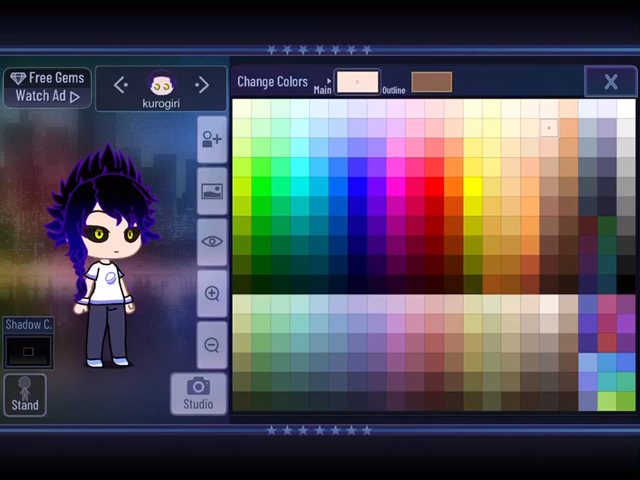 Free Gems
Watch Ad
kurogiri
Change Colors
Main
Outline
X
Shadow C.
Stand
Studio